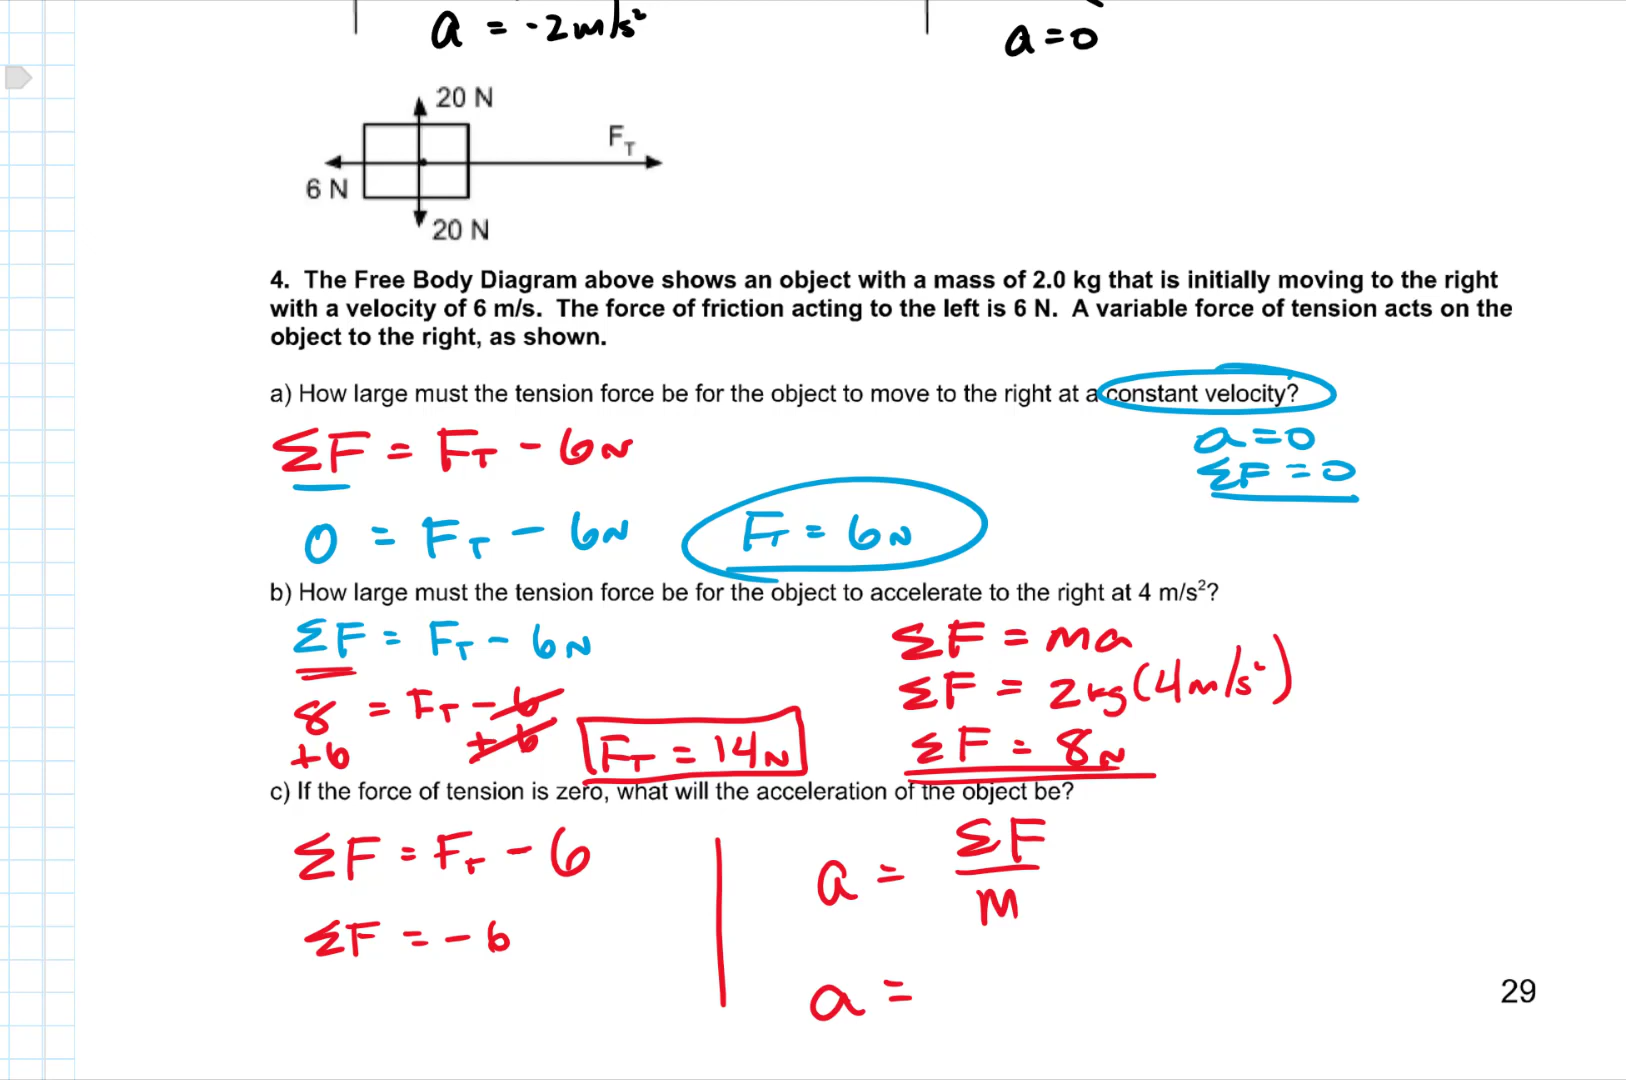 a = -2m/s²
a = 0
20 N
F_T
6 N
20 N
4. The Free Body Diagram above shows an object with a mass of 2.0 kg that is initially moving to the right
with a velocity of 6 m/s. The force of friction acting to the left is 6 N. A variable force of tension acts on the
object to the right, as shown.
a) How large must the tension force be for the object to move to the right at a constant velocity?
ΣF = F_T - 6N
a = 0
ΣF = 0
0 = F_T - 6N
F_T = 6N
b) How large must the tension force be for the object to accelerate to the right at 4 m/s²?
ΣF = F_T - 6N
8 = F_T - 6
+6 +6
F_T = 14N
ΣF = ma
ΣF = 2kg(4m/s²)
ΣF = 8N
c) If the force of tension is zero, what will the acceleration of the object be?
ΣF = F_T - 6
ΣF = -6
a = ΣF
m
a =
29